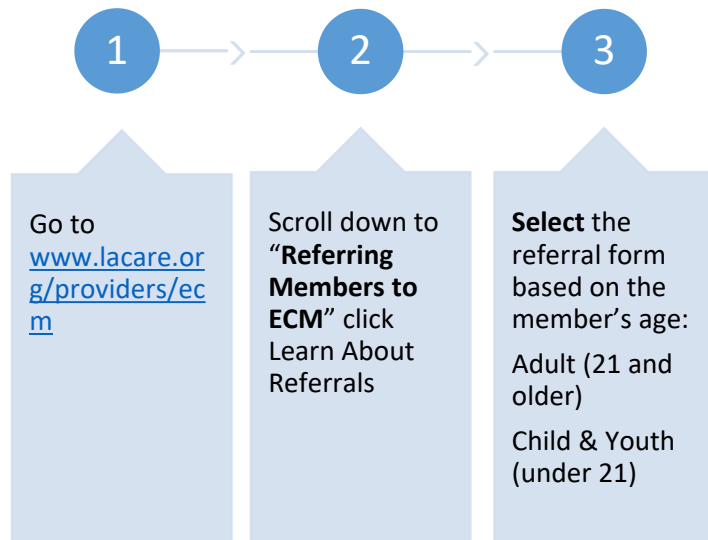 1
2
3
Go to
www.lacare.or
g/providers/ec
m
Scroll down to
“Referring
Members to
ECM” click
Learn About
Referrals
Select the
referral form
based on the
member’s age:
Adult (21 and
older)
Child & Youth
(under 21)